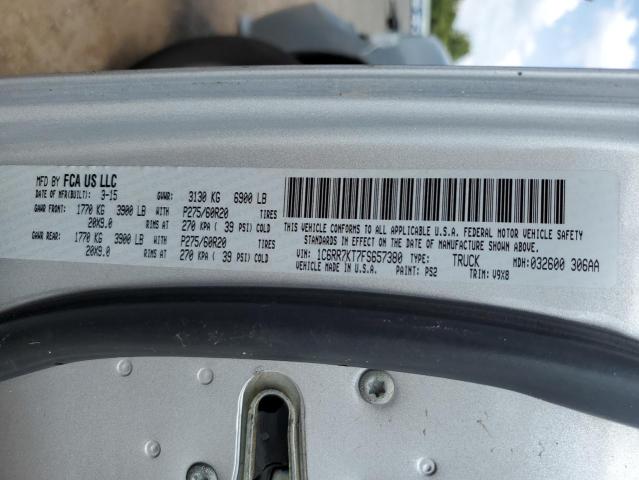 MFD BY FCA US LLC
DATE OF MFR(BUILT): 3-15 GVWR: 3130 KG 6900 LB
GAWR FRONT: 1770 KG 3900 LB WITH P275/60R20 TIRES
20X9.0 RIMS AT 270 KPA ( 39 PSI) COLD
GAWR REAR: 1770 KG 3900 LB WITH P275/60R20 TIRES
20X9.0 RIMS AT 270 KPA ( 39 PSI) COLD
THIS VEHICLE CONFORMS TO ALL APPLICABLE U.S.A. FEDERAL MOTOR VEHICLE SAFETY
STANDARDS IN EFFECT ON THE DATE OF MANUFACTURE SHOWN ABOVE.
VIN: 1C6RR7KT7FS657380 TYPE: TRUCK MDH: 032600 306AA
MADE IN U.S.A. PAINT: PS2 TRIM: V9X8